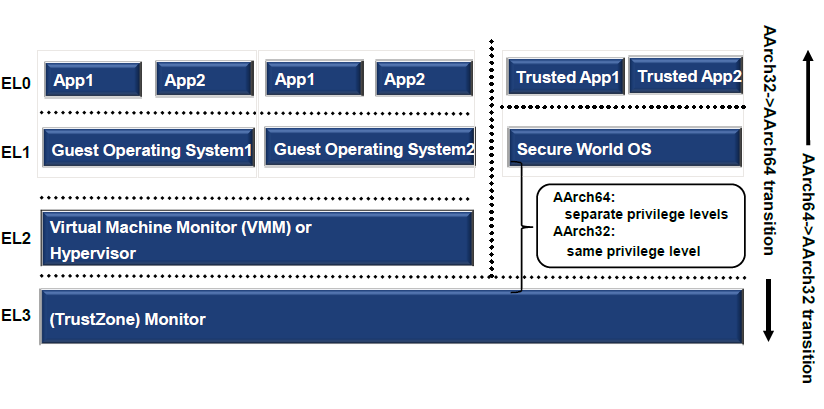 EL0
App1
App2
App1
App2
Trusted App1
Trusted App2
EL1
Guest Operating System1
Guest Operating System2
Secure World OS
EL2
Virtual Machine Monitor (VMM) or
Hypervisor
AArch64:
separate privilege levels
AArch32:
same privilege level
EL3
(TrustZone) Monitor
AArch32->AArch64 transition
AArch64->AArch32 transition